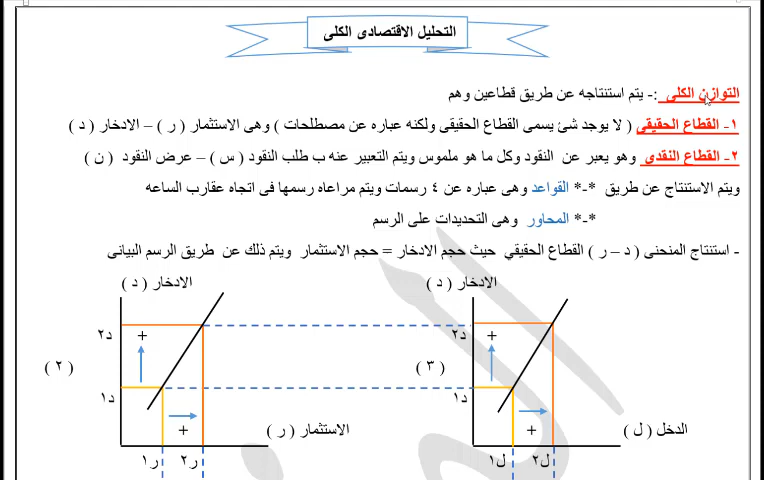 التحليل الاقتصادى الكلى
التوازن الكلى :- يتم استنتاجه عن طريق قطاعين وهم
١- القطاع الحقيقي ( لا يوجد شئ يسمى القطاع الحقيقى ولكنه عباره عن مصطلحات ) وهى الاستثمار ( ر ) – الادخار ( د )
٢- القطاع النقدى وهو يعبر عن النقود وكل ما هو ملموس ويتم التعبير عنه ب طلب النقود ( س ) – عرض النقود ( ن )
ويتم الاستنتاج عن طريق *-* القواعد وهى عباره عن ٤ رسمات ويتم مراعاه رسمها فى اتجاه عقارب الساعه
*-* المحاور وهى التحديدات على الرسم
- استنتاج المنحنى ( د – ر ) القطاع الحقيقي حيث حجم الادخار = حجم الاستثمار ويتم ذلك عن طريق الرسم البيانى
الادخار ( د )
الادخار ( د )
د٢
+
د٢
+
( ٣ )
( ٢ )
د١
د١
الدخل ( ل )
+
الاستثمار ( ر )
+
ل٢
ل١
ر٢
ر١